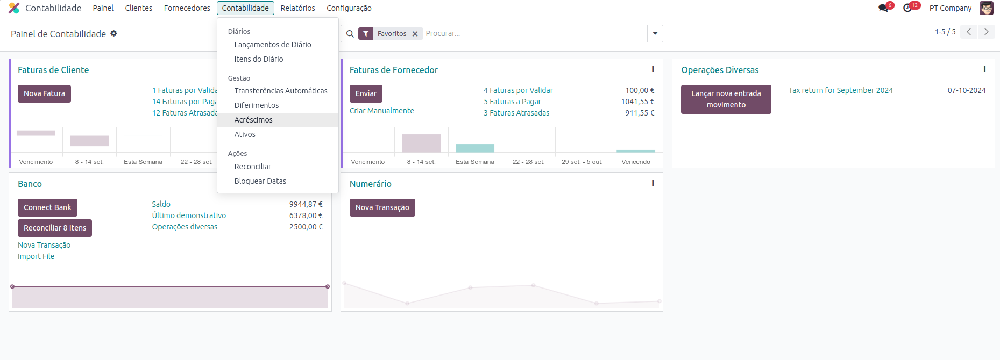 Contabilidade Painel Clientes Fornecedores Contabilidade Relatórios Configuração 6 12 PT Company
Painel de Contabilidade
Favoritos Procurar...
1-5 / 5
Diários
Lançamentos de Diário
Itens do Diário
Gestão
Transferências Automáticas
Diferimentos
Acréscimos
Ativos
Ações
Reconciliar
Bloquear Datas
Faturas de Cliente
Nova Fatura
1 Faturas por
14 Faturas por
12 Faturas
Vencimento 8 - 14 set. Esta Semana 22 - 28 set.
Faturas de Fornecedor
Enviar
Criar Manualmente
4 Faturas por Validar 100,00 €
5 Faturas a Pagar 1041,55 €
3 Faturas Atrasadas 911,55 €
Vencimento 8 - 14 set. Esta Semana 22 - 28 set. 29 set. - 5 out. Vencendo
Operações Diversas
Lançar nova entrada
movimento
Tax return for September 2024 07-10-2024
Banco
Connect Bank
Reconciliar 8 Itens
Nova Transação
Import File
Saldo 9944,87 €
Último demonstrativo 6378,00 €
Operações diversas 2500,00 €
Numerário
Nova Transação